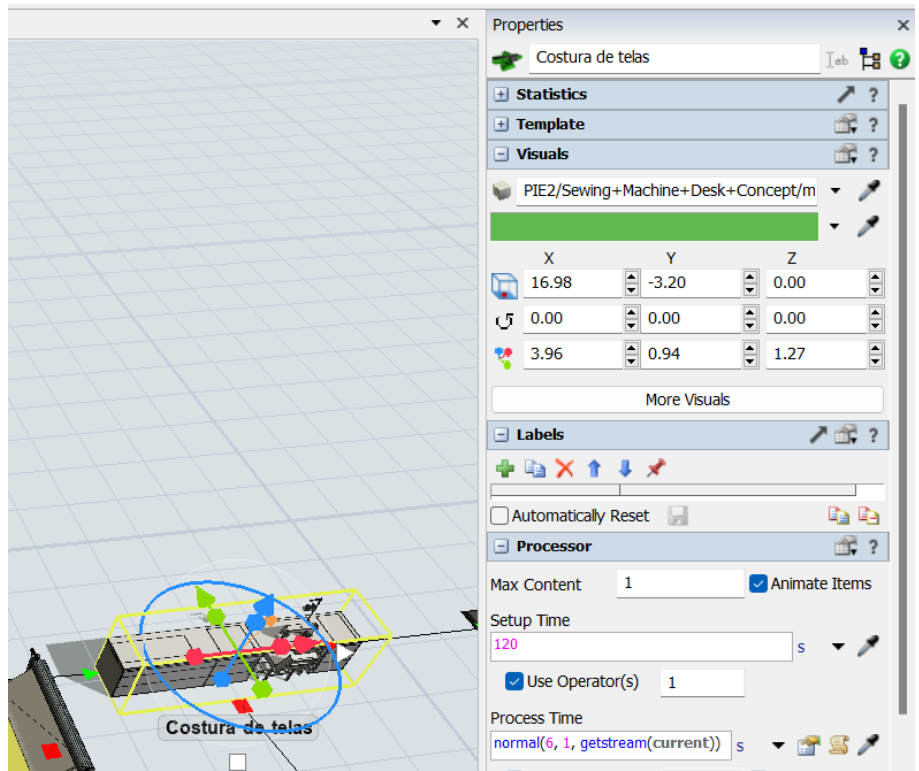 Properties
Costura de telas
Statistics
Template
Visuals
PIE2/Sewing+Machine+Desk+Concept/m
X Y Z
16.98 -3.20 0.00
0.00 0.00 0.00
3.96 0.94 1.27
More Visuals
Labels
Automatically Reset
Processor
Max Content 1 Animate Items
Setup Time
120 s
Use Operator(s) 1
Process Time
normal(6, 1, getstream(current)) s
Costura de telas